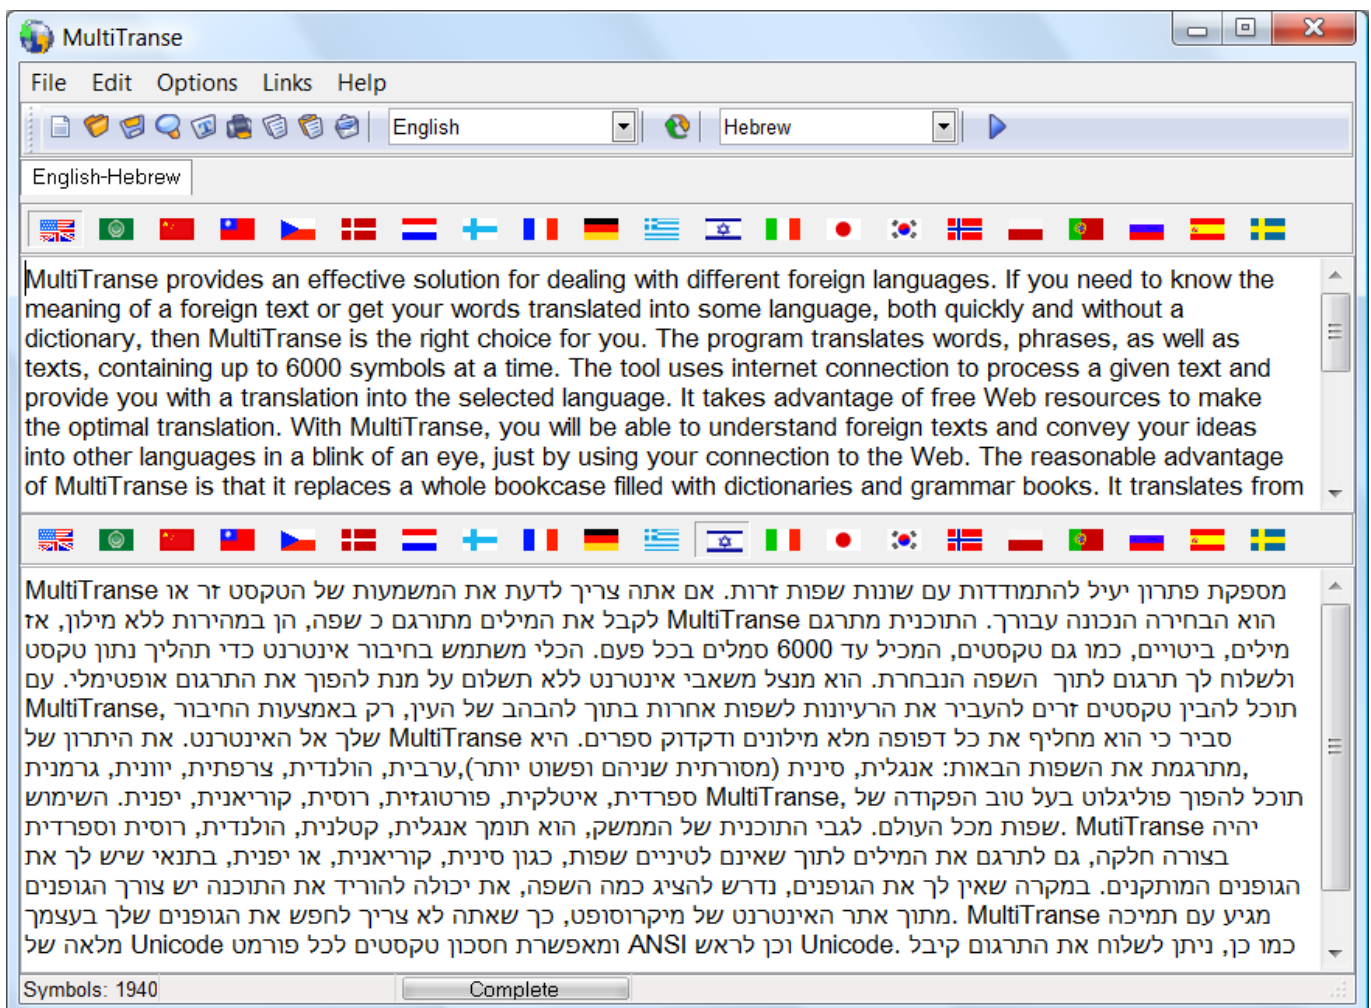 MultiTranse
File Edit Options Links Help
English Hebrew
English-Hebrew
MultiTranse provides an effective solution for dealing with different foreign languages. If you need to know the
meaning of a foreign text or get your words translated into some language, both quickly and without a
dictionary, then MultiTranse is the right choice for you. The program translates words, phrases, as well as
texts, containing up to 6000 symbols at a time. The tool uses internet connection to process a given text and
provide you with a translation into the selected language. It takes advantage of free Web resources to make
the optimal translation. With MultiTranse, you will be able to understand foreign texts and convey your ideas
into other languages in a blink of an eye, just by using your connection to the Web. The reasonable advantage
of MultiTranse is that it replaces a whole bookcase filled with dictionaries and grammar books. It translates from
MultiTranse מספקת פתרון יעיל להתמודדות עם שונות שפות זרות. אם אתה צריך לדעת את המשמעות של הטקסט זר או
לקבל את המילים מתורגם כ שפה, הן במהירות ללא מילון, אז MultiTranse הוא הבחירה הנכונה עבורך. התוכנית מתרגם
מילים, ביטויים, כמו גם טקסטים, המכיל עד 6000 סמלים בכל פעם. הכלי משתמש בחיבור אינטרנט כדי תהליך נתון טקסט
ולשלוח לך תרגום לתוך השפה הנבחרת. הוא מנצל משאבי אינטרנט ללא תשלום על מנת להפוך את התרגום אופטימלי. עם
MultiTranse, תוכל להבין טקסטים זרים להעביר את הרעיונות לשפות אחרות בתוך להבהב של העין, רק באמצעות החיבור
שלך אל האינטרנט. את היתרון של MultiTranse סביר כי הוא מחליף את כל דפופה מלא מילונים ודקדוק ספרים. היא
מתרגמת את השפות הבאות: אנגלית, סינית (מסורתית שניהם ופשוט יותר),ערבית, הולנדית, צרפתית, יוונית, גרמנית,
ספרדית, איטלקית, פורטוגזית, רוסית, קוריאנית, יפנית. השימוש MultiTranse, תוכל להפוך פוליגלוט בעל טוב הפקודה של
שפות מכל העולם. לגבי התוכנית של הממשק, הוא תומך אנגלית, קטלנית, הולנדית, רוסית וספרדית. MutiTranse יהיה
בצורה חלקה, גם לתרגם את המילים לתוך שאינם לטיניים שפות, כגון סינית, קוריאנית, או יפנית, בתנאי שיש לך את
הגופנים המותקנים. במקרה שאין לך את הגופנים, נדרש להציג כמה השפה, את יכולה להוריד את התוכנה יש צורך הגופנים
מתוך אתר האינטרנט של מיקרוסופט, כך שאתה לא צריך לחפש את הגופנים שלך בעצמך. MultiTranse מגיע עם תמיכה
מלאה של Unicode ומאפשרת חסכון טקסטים לכל פורמט ANSI וכן לראש Unicode. כמו כן, ניתן לשלוח את התרגום קיבל
Symbols: 1940 Complete